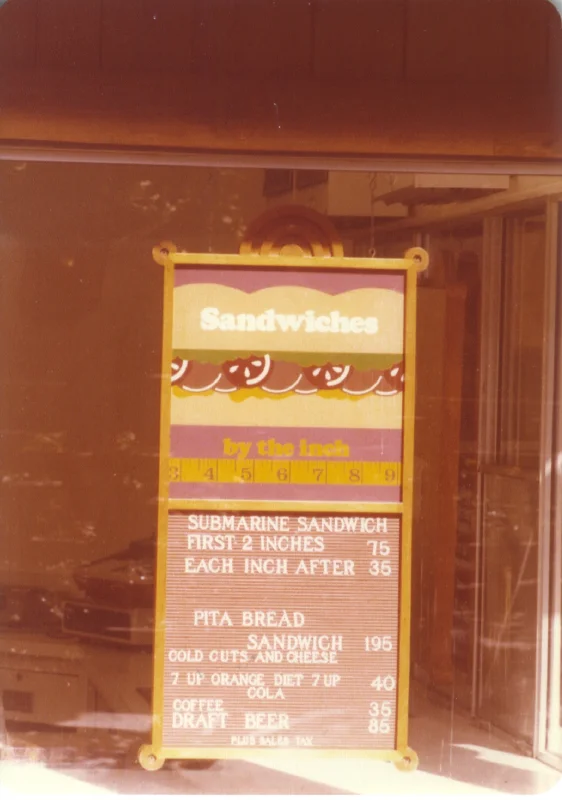 Sandwiches
by the inch
3 4 5 6 7 8 9
SUBMARINE SANDWICH
FIRST 2 INCHES 75
EACH INCH AFTER 35
PITA BREAD
SANDWICH 195
COLD CUTS AND CHEESE
7 UP ORANGE DIET 7 UP 40
COLA
COFFEE 35
DRAFT BEER 85
PLUS SALES TAX